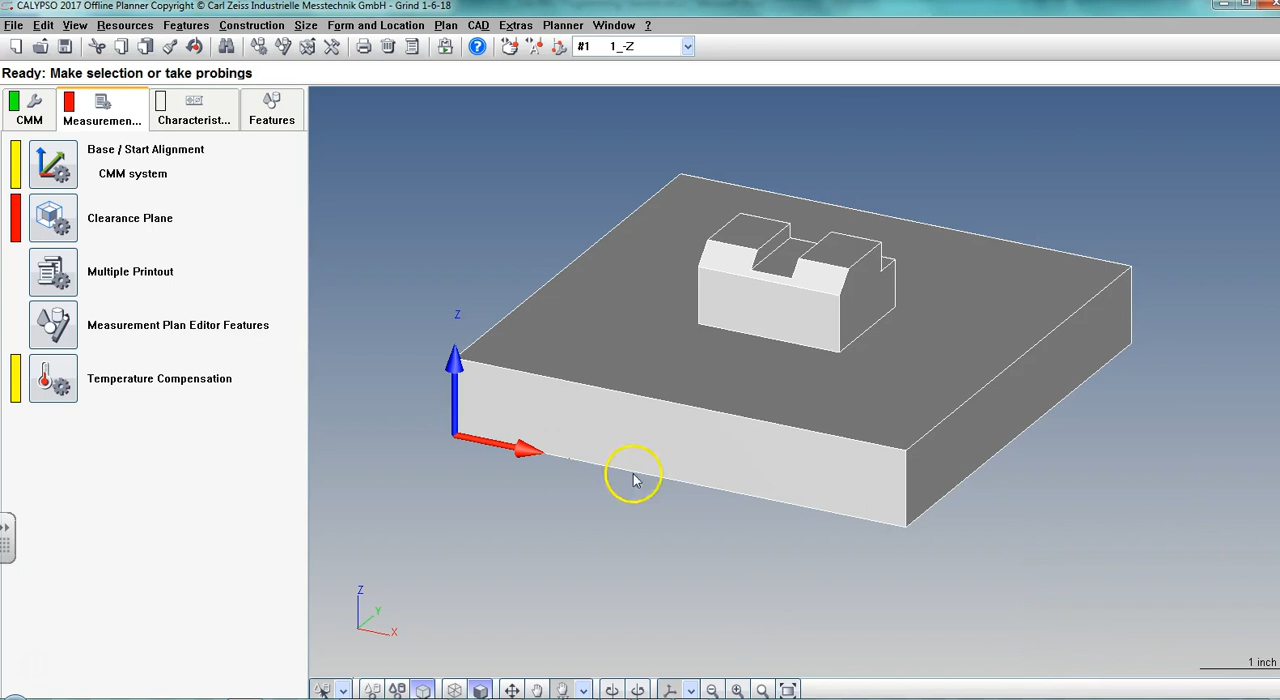 CALYPSO 2017 Offline Planner Copyright © Carl Zeiss Industrielle Messtechnik GmbH - Grind 1-6-18
File Edit View Resources Features Construction Size Form and Location Plan CAD Extras Planner Window ?
#1 1_-Z
Ready: Make selection or take probings
CMM Measuremen... Characterist... Features
Base / Start Alignment
CMM system
Clearance Plane
Multiple Printout
Measurement Plan Editor Features
Temperature Compensation
Z
Z
Y
X
1 inch